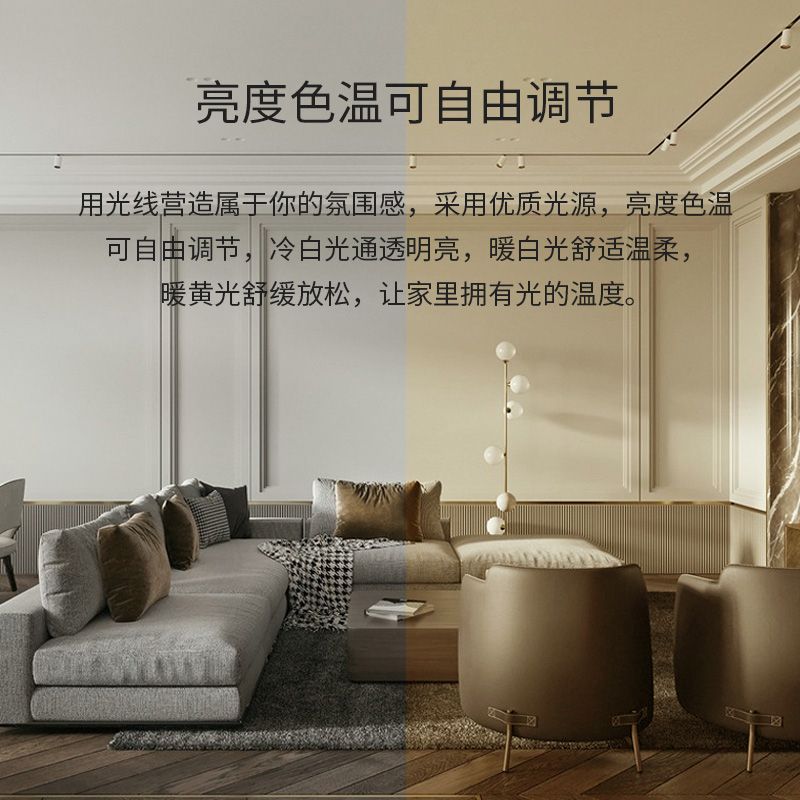 亮度色温可自由调节
用光线营造属于你的氛围感，采用优质光源，亮度色温
可自由调节，冷白光通透明亮，暖白光舒适温柔，
暖黄光舒缓放松，让家里拥有光的温度。